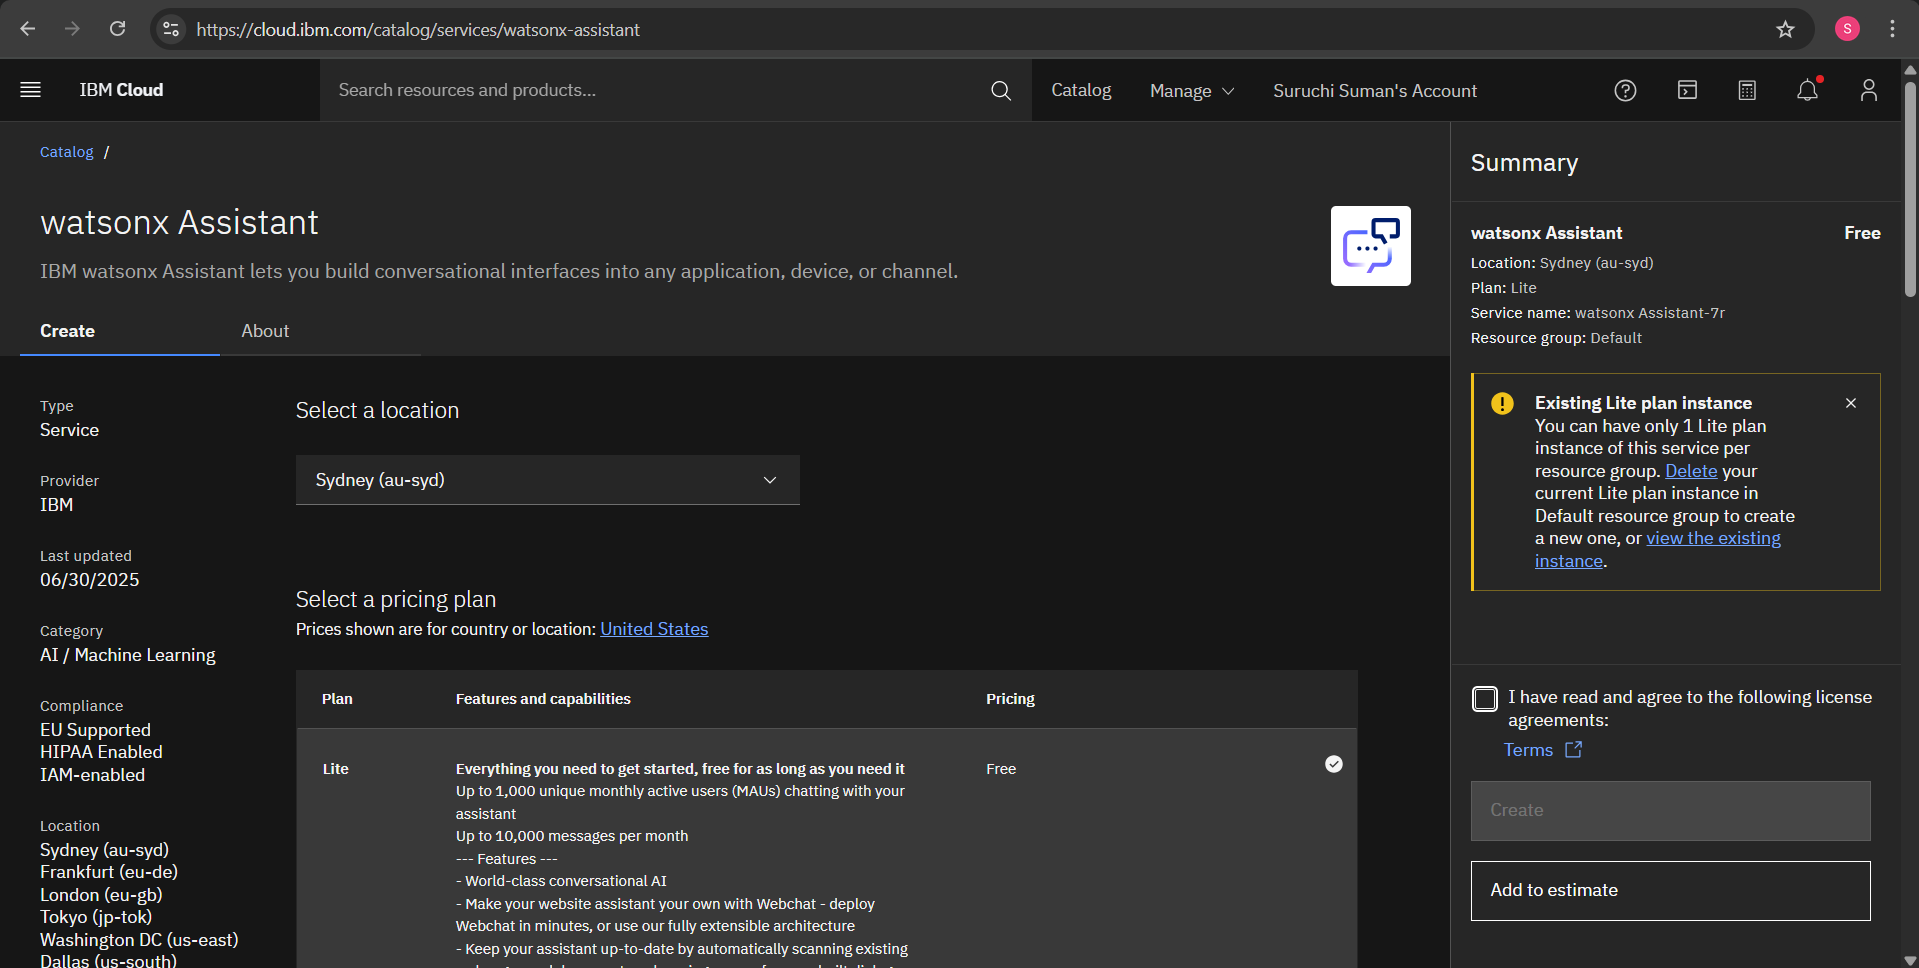 https://cloud.ibm.com/catalog/services/watsonx-assistant
S
IBM Cloud
Search resources and products...
Catalog
Manage
Suruchi Suman's Account
Catalog /
watsonx Assistant
IBM watsonx Assistant lets you build conversational interfaces into any application, device, or channel.
Create
About
Type
Service
Provider
IBM
Last updated
06/30/2025
Category
AI / Machine Learning
Compliance
EU Supported
HIPAA Enabled
IAM-enabled
Location
Sydney (au-syd)
Frankfurt (eu-de)
London (eu-gb)
Tokyo (jp-tok)
Washington DC (us-east)
Dallas (us-south)
Select a location
Sydney (au-syd)
Select a pricing plan
Prices shown are for country or location: United States
Plan
Features and capabilities
Pricing
Lite
Everything you need to get started, free for as long as you need it
Up to 1,000 unique monthly active users (MAUs) chatting with your
assistant
Up to 10,000 messages per month
--- Features ---
- World-class conversational AI
- Make your website assistant your own with Webchat - deploy
Webchat in minutes, or use our fully extensible architecture
- Keep your assistant up-to-date by automatically scanning existing
Free
Summary
watsonx Assistant
Free
Location: Sydney (au-syd)
Plan: Lite
Service name: watsonx Assistant-7r
Resource group: Default
Existing Lite plan instance
You can have only 1 Lite plan
instance of this service per
resource group. Delete your
current Lite plan instance in
Default resource group to create
a new one, or view the existing
instance.
I have read and agree to the following license
agreements:
Terms
Create
Add to estimate